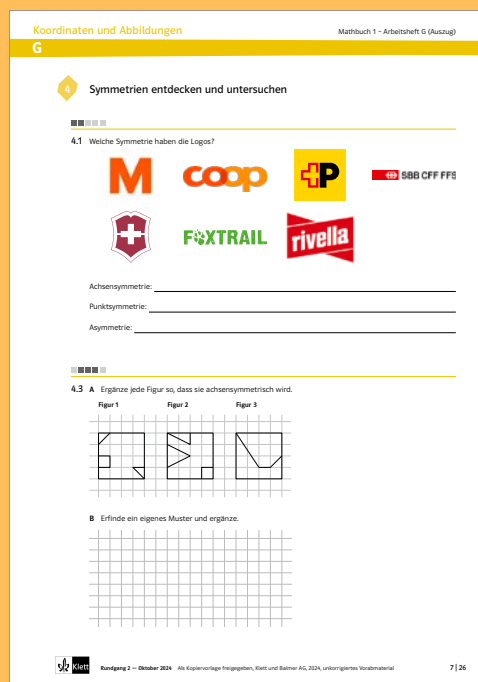 Koordinaten und Abbildungen
Mathbuch 1 – Arbeitsheft G (Auszug)
G
4 Symmetrien entdecken und untersuchen
4.1 Welche Symmetrie haben die Logos?
M coop P SBB CFF FFS
FOXTRAIL rivella
Achsensymmetrie:
Punktsymmetrie:
Asymmetrie:
4.3 A Ergänze jede Figur so, dass sie achsensymmetrisch wird.
Figur 1 Figur 2 Figur 3
B Erfinde ein eigenes Muster und ergänze.
Klett Rundgang 2 — Oktober 2024 Als Kopiervorlage freigegeben, Klett und Balmer AG, 2024, unkorrigiertes Vorabmaterial 7 | 26